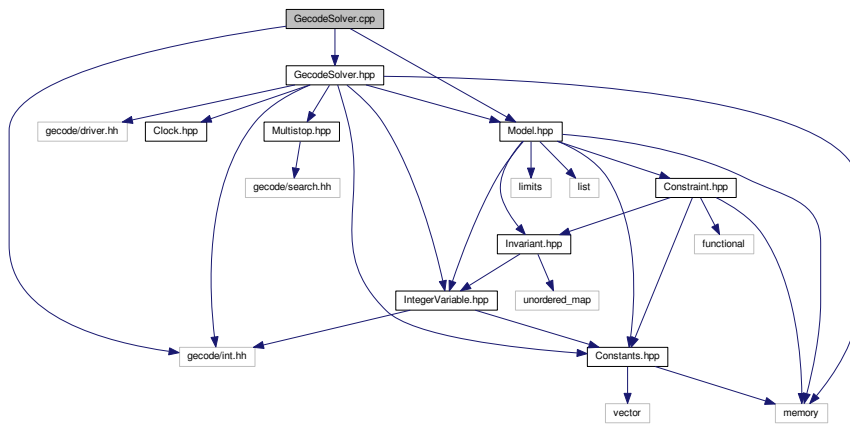 GecodeSolver.cpp
GecodeSolver.hpp
gecode/driver.hh
Clock.hpp
Multistop.hpp
Model.hpp
gecode/search.hh
limits
list
Constraint.hpp
Invariant.hpp
functional
IntegerVariable.hpp
unordered_map
gecode/int.hh
Constants.hpp
vector
memory